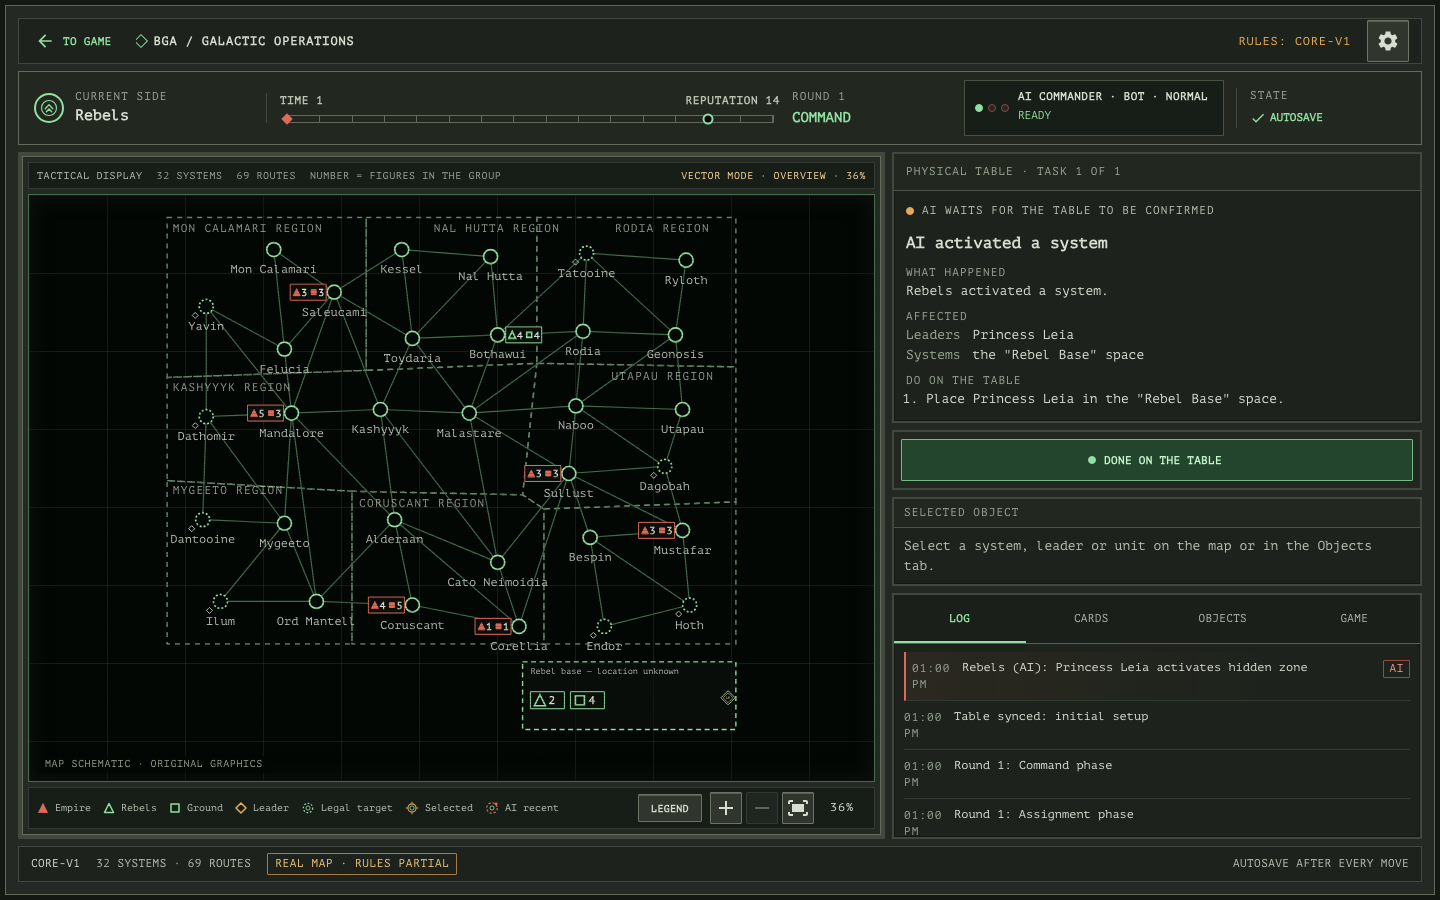 TO GAME
BGA / GALACTIC OPERATIONS
RULES: CORE-V1
CURRENT SIDE
Rebels
TIME 1
REPUTATION 14
ROUND 1
COMMAND
AI COMMANDER · BOT · NORMAL
READY
STATE
AUTOSAVE
TACTICAL DISPLAY 32 SYSTEMS 69 ROUTES NUMBER = FIGURES IN THE GROUP
VECTOR MODE · OVERVIEW · 36%
MON CALAMARI REGION
NAL HUTTA REGION
RODIA REGION
Mon Calamari
Kessel
Nal Hutta
Tatooine
Ryloth
3 3
Saleucami
Yavin
Felucia
Toydaria
Bothawui
4 4
Rodia
Geonosis
KASHYYYK REGION
UTAPAU REGION
5 3
Dathomir
Mandalore
Kashyyyk
Malastare
Naboo
Utapau
3 3
Sullust
Dagobah
MYGEETO REGION
CORUSCANT REGION
Dantooine
Mygeeto
Alderaan
Cato Neimoidia
Bespin
3 3
Mustafar
Ilum
Ord Mantell
4 5
Coruscant
1 1
Corellia
Endor
Hoth
Rebel base — location unknown
2
4
MAP SCHEMATIC · ORIGINAL GRAPHICS
Empire
Rebels
Ground
Leader
Legal target
Selected
AI recent
LEGEND
36%
PHYSICAL TABLE · TASK 1 OF 1
AI WAITS FOR THE TABLE TO BE CONFIRMED
AI activated a system
WHAT HAPPENED
Rebels activated a system.
AFFECTED
Leaders Princess Leia
Systems the "Rebel Base" space
DO ON THE TABLE
1. Place Princess Leia in the "Rebel Base" space.
DONE ON THE TABLE
SELECTED OBJECT
Select a system, leader or unit on the map or in the Objects
tab.
LOG
CARDS
OBJECTS
GAME
01:00 PM
Rebels (AI): Princess Leia activates hidden zone
AI
01:00 PM
Table synced: initial setup
01:00 PM
Round 1: Command phase
01:00 PM
Round 1: Assignment phase
CORE-V1
32 SYSTEMS · 69 ROUTES
REAL MAP · RULES PARTIAL
AUTOSAVE AFTER EVERY MOVE